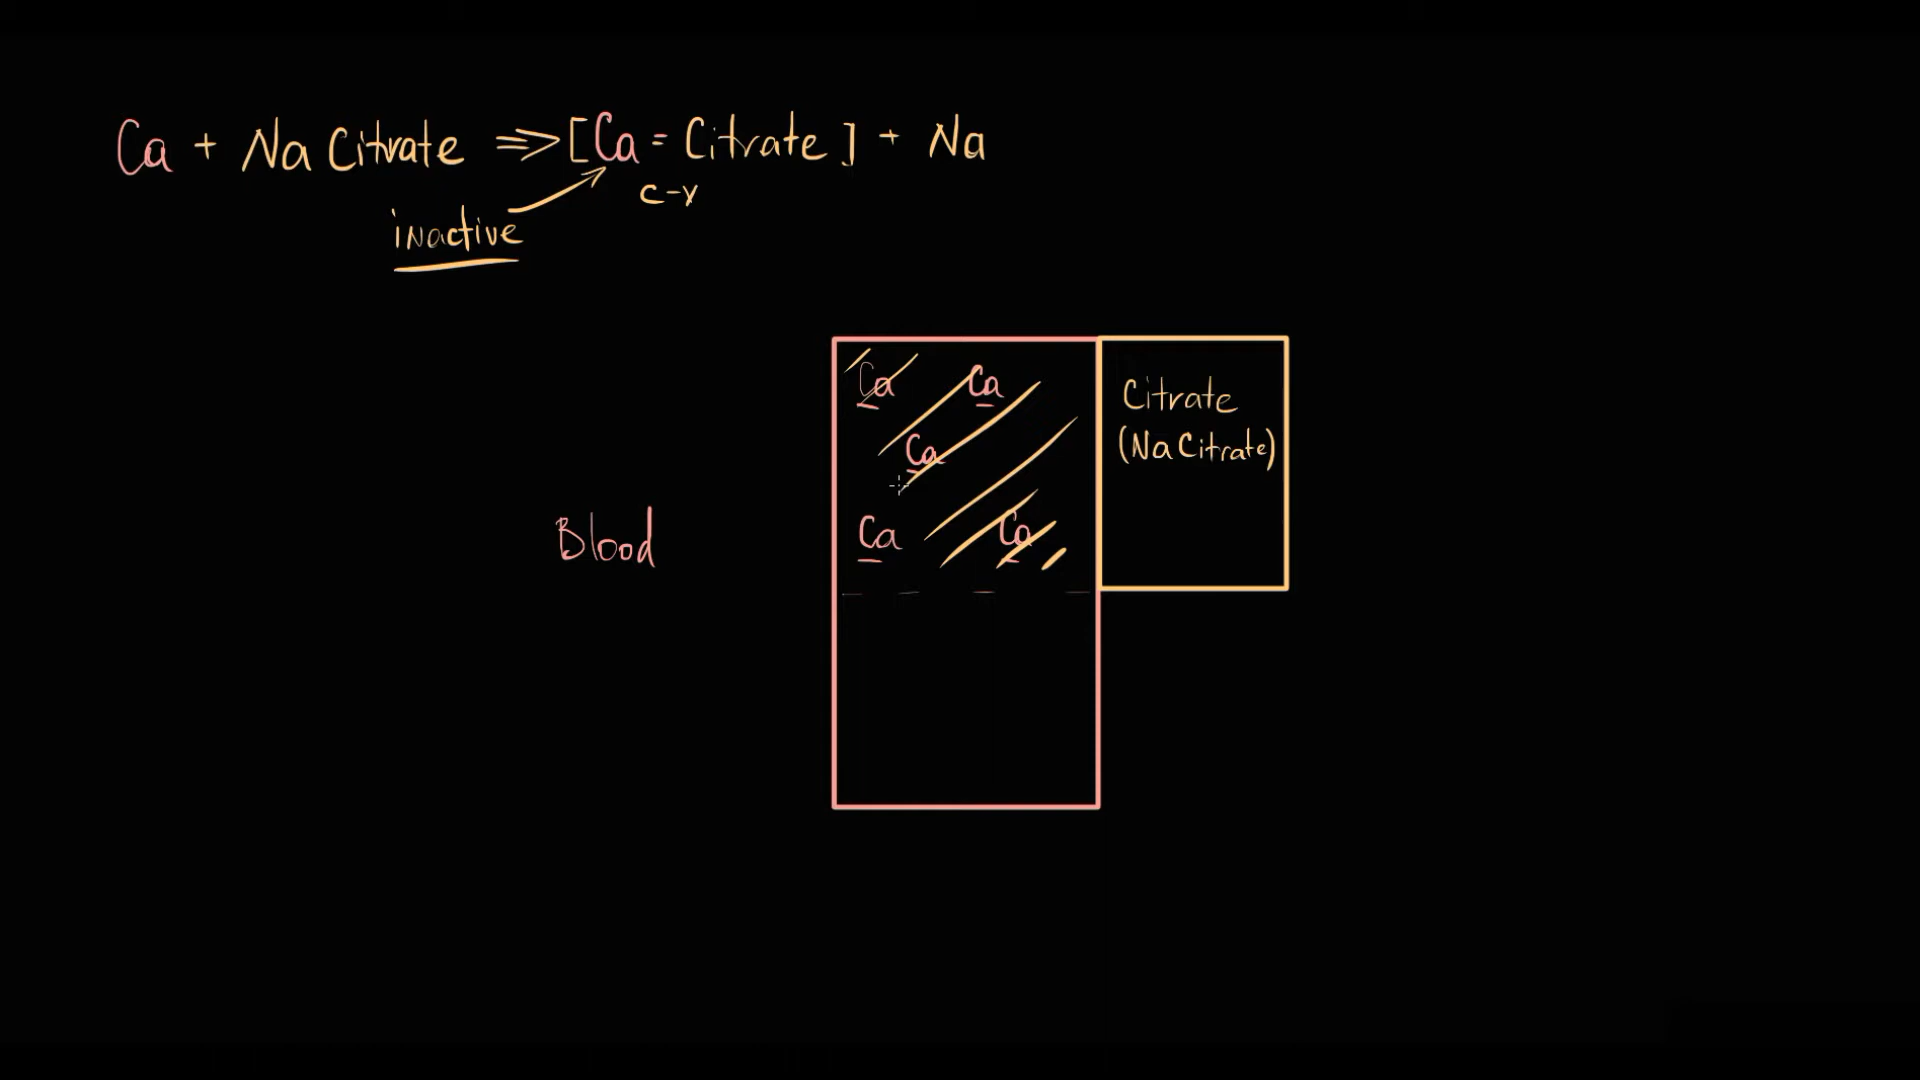 Ca + Na Citrate ⇒ [Ca = Citrate] + Na
c-x
inactive
Ca Ca
Ca
Ca Ca
Citrate
(Na Citrate)
Blood